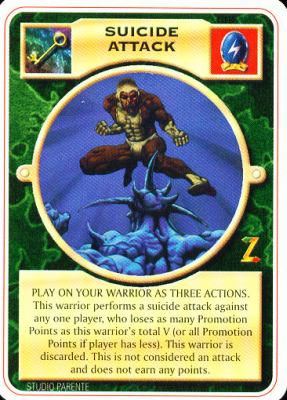 SUICIDE
ATTACK
Z
PLAY ON YOUR WARRIOR AS THREE ACTIONS.
This warrior performs a suicide attack against
any one player, who loses as many Promotion
Points as this warrior's total V (or all Promotion
Points if player has less). This warrior is
discarded. This is not considered an attack
and does not earn any points.
STUDIO PARENTE